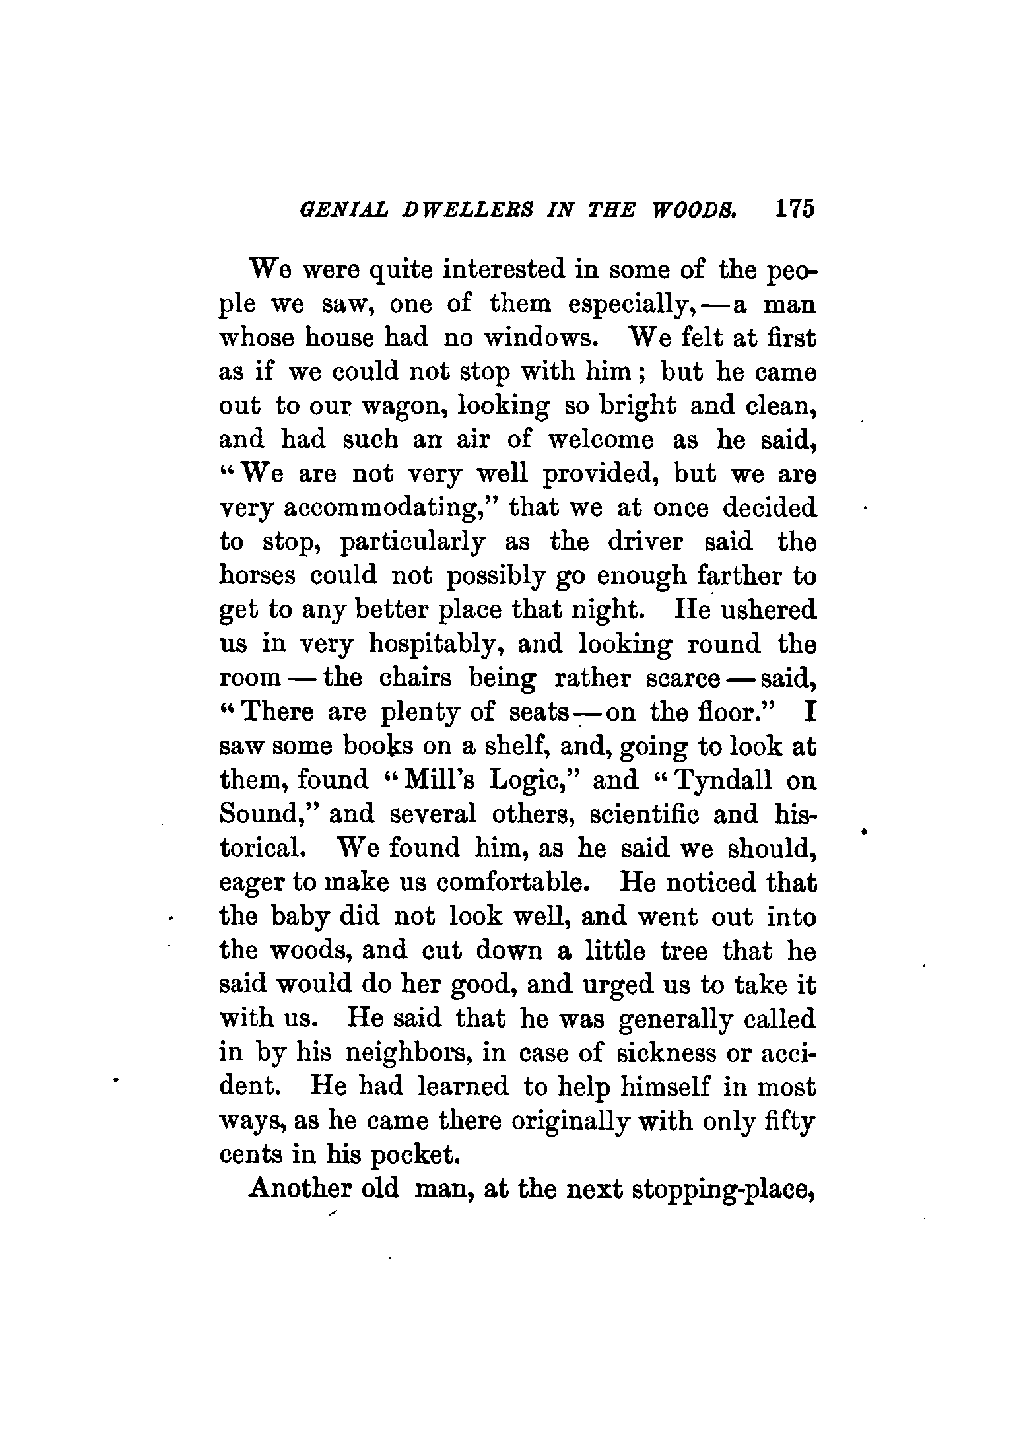 GENIAL DWELLERS IN THE WOODS. 175
We were quite interested in some of the peo-
ple we saw, one of them especially,—a man
whose house had no windows. We felt at first
as if we could not stop with him; but he came
out to our wagon, looking so bright and clean,
and had such an air of welcome as he said,
“We are not very well provided, but we are
very accommodating,” that we at once decided
to stop, particularly as the driver said the
horses could not possibly go enough farther to
get to any better place that night. He ushered
us in very hospitably, and looking round the
room—the chairs being rather scarce—said,
“There are plenty of seats—on the floor.” I
saw some books on a shelf, and, going to look at
them, found “Mill’s Logic,” and “Tyndall on
Sound,” and several others, scientific and his-
torical. We found him, as he said we should,
eager to make us comfortable. He noticed that
the baby did not look well, and went out into
the woods, and cut down a little tree that he
said would do her good, and urged us to take it
with us. He said that he was generally called
in by his neighbors, in case of sickness or acci-
dent. He had learned to help himself in most
ways, as he came there originally with only fifty
cents in his pocket.
Another old man, at the next stopping-place,